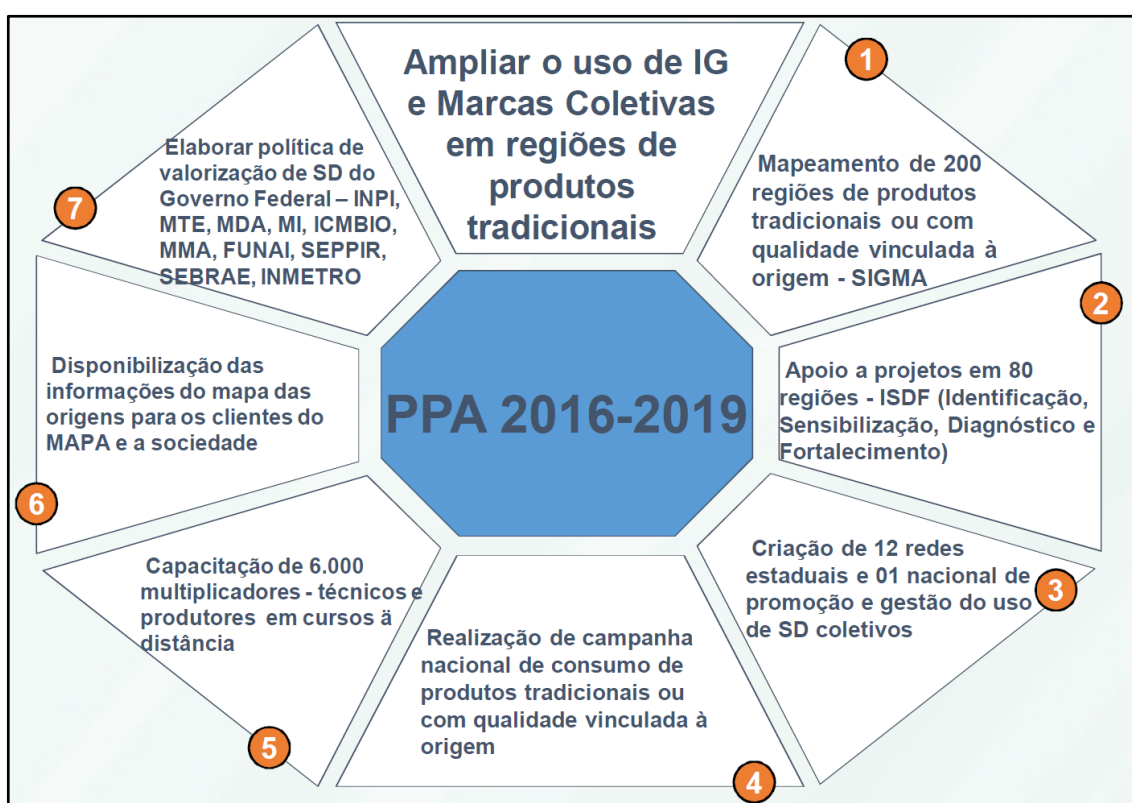 Ampliar o uso de IG
e Marcas Coletivas
em regiões de
produtos
tradicionais
1
Mapeamento de 200
regiões de produtos
tradicionais ou com
qualidade vinculada à
origem - SIGMA
2
Apoio a projetos em 80
regiões - ISDF (Identificação,
Sensibilização, Diagnóstico e
Fortalecimento)
3
Criação de 12 redes
estaduais e 01 nacional de
promoção e gestão do uso
de SD coletivos
4
Realização de campanha
nacional de consumo de
produtos tradicionais ou
com qualidade vinculada à
origem
5
Capacitação de 6.000
multiplicadores - técnicos e
produtores em cursos ä
distância
6
Disponibilização das
informações do mapa das
origens para os clientes do
MAPA e a sociedade
7
Elaborar política de
valorização de SD do
Governo Federal – INPI,
MTE, MDA, MI, ICMBIO,
MMA, FUNAI, SEPPIR,
SEBRAE, INMETRO
PPA 2016-2019